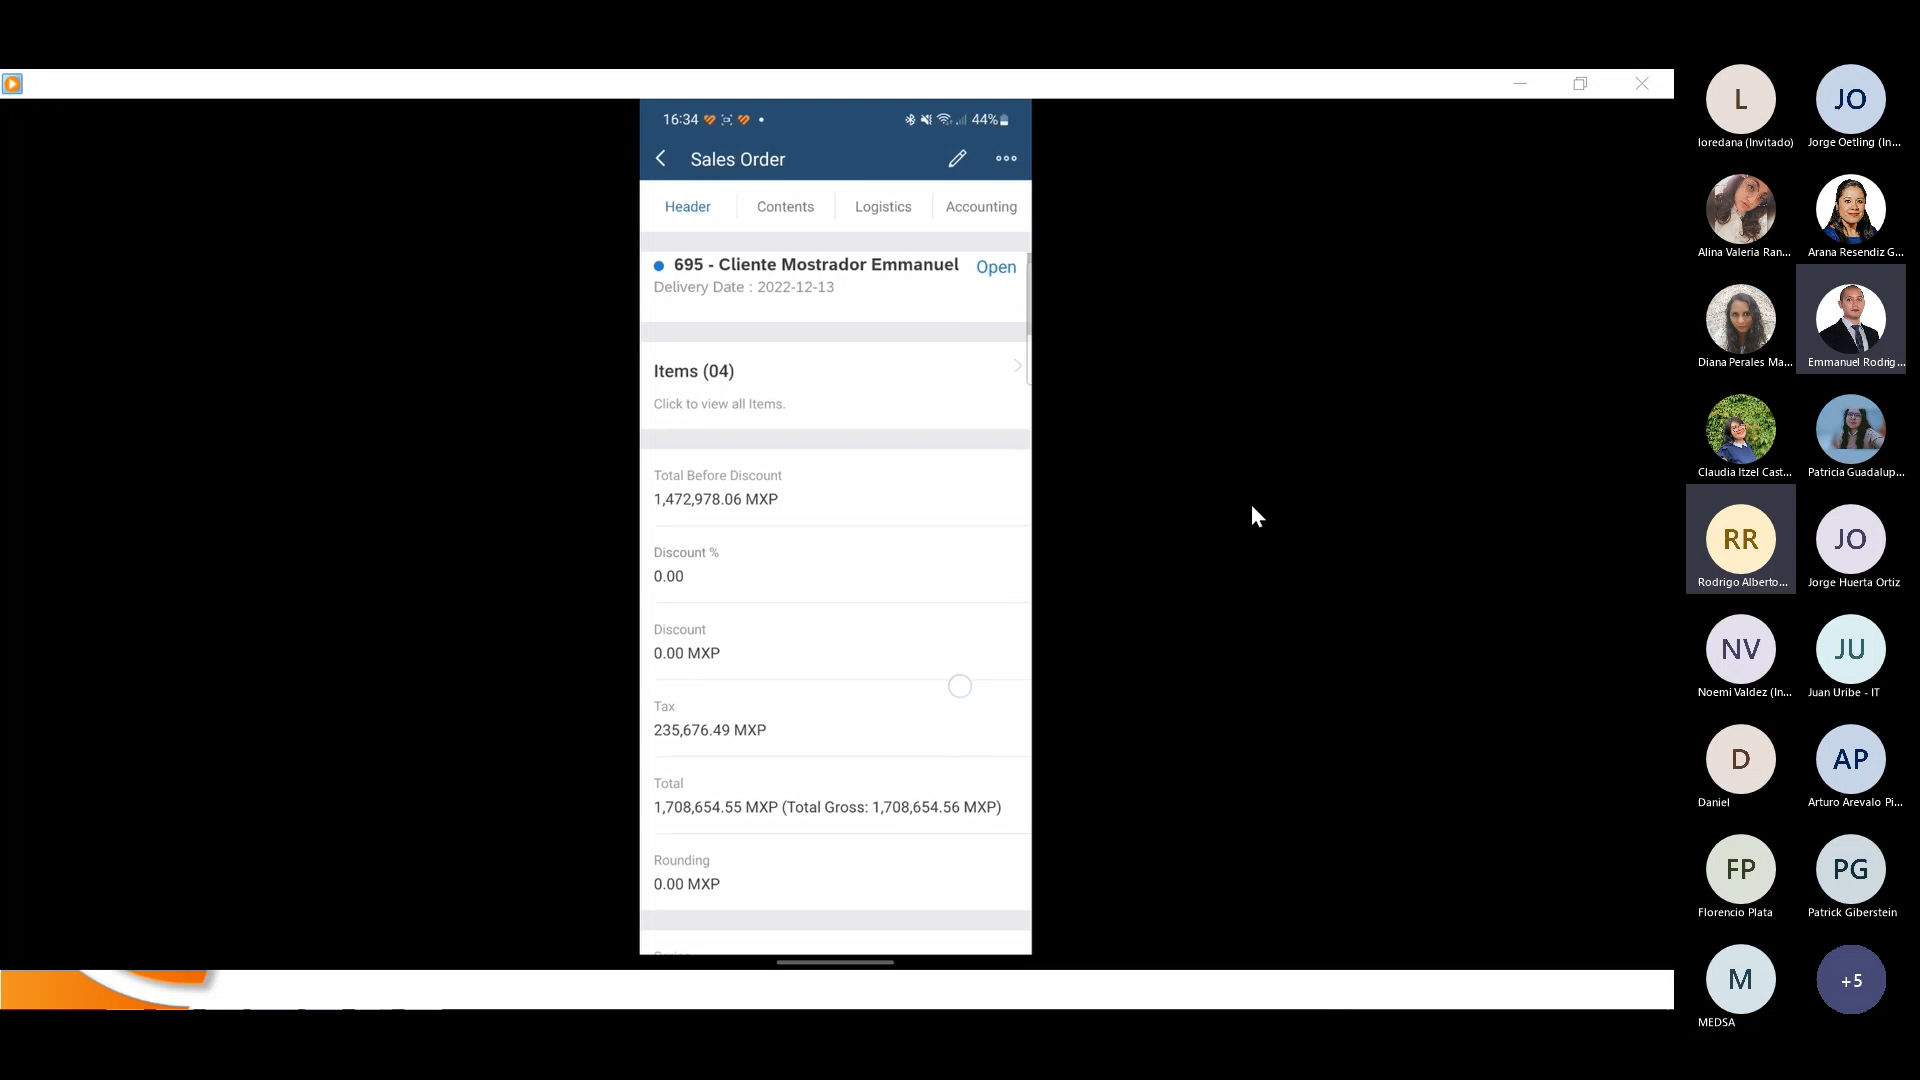 16:34
44%
Sales Order
Header
Contents
Logistics
Accounting
695 - Cliente Mostrador Emmanuel
Open
Delivery Date : 2022-12-13
Items (04)
Click to view all Items.
Total Before Discount
1,472,978.06 MXP
Discount %
0.00
Discount
0.00 MXP
Tax
235,676.49 MXP
Total
1,708,654.55 MXP (Total Gross: 1,708,654.56 MXP)
Rounding
0.00 MXP
L
JO
loredana (Invitado)
Jorge Oetling (In...
Alina Valeria Ran...
Arana Resendiz G...
Diana Perales Ma...
Emmanuel Rodrig...
Claudia Itzel Cast...
Patricia Guadalup...
RR
JO
Rodrigo Alberto...
Jorge Huerta Ortiz
NV
JU
Noemi Valdez (In...
Juan Uribe - IT
D
AP
Daniel
Arturo Arevalo Pi...
FP
PG
Florencio Plata
Patrick Giberstein
M
+5
MEDSA